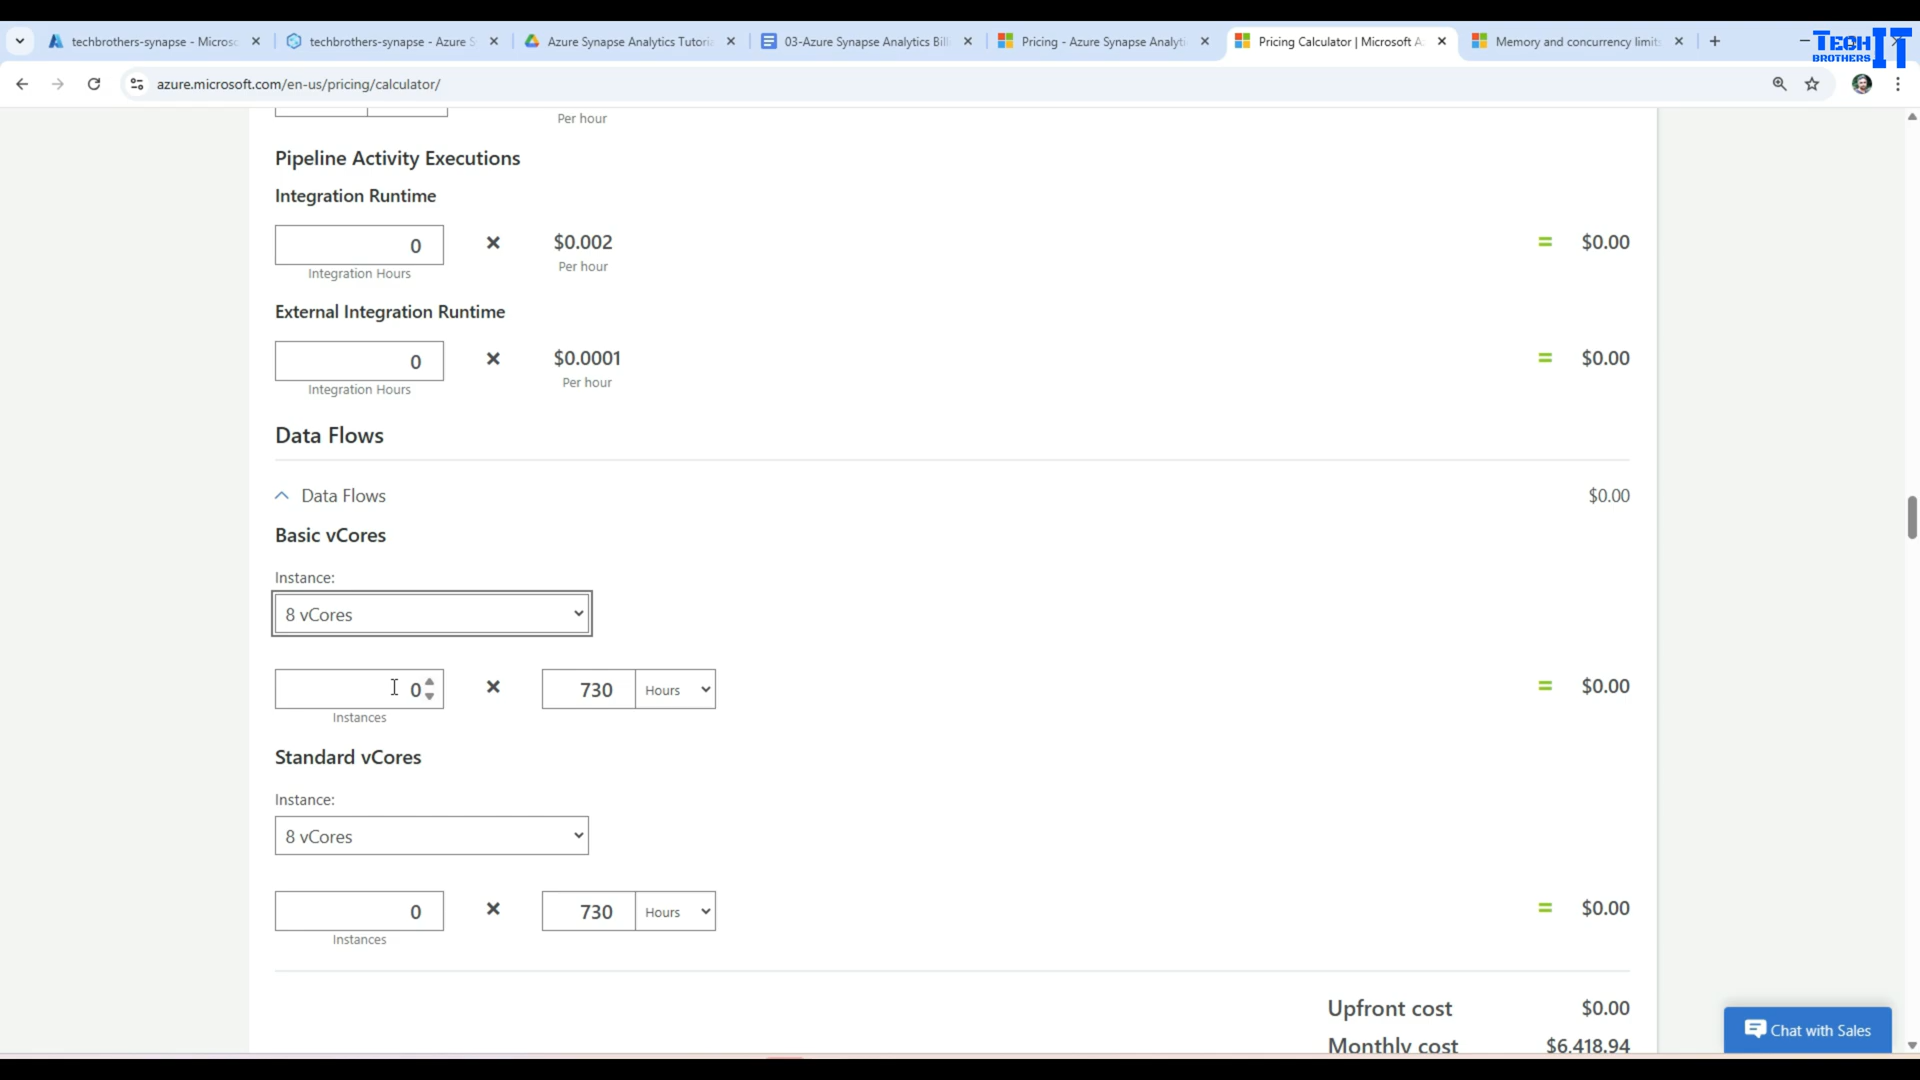 techbrothers-synapse - Microso
techbrothers-synapse - Azure S
Azure Synapse Analytics Tutoria
03-Azure Synapse Analytics Bill
Pricing - Azure Synapse Analyti
Pricing Calculator | Microsoft A
Memory and concurrency limits
TECH IT
BROTHERS
azure.microsoft.com/en-us/pricing/calculator/
Per hour
Pipeline Activity Executions
Integration Runtime
0 × $0.002 = $0.00
Integration Hours Per hour
External Integration Runtime
0 × $0.0001 = $0.00
Integration Hours Per hour
Data Flows
Data Flows $0.00
Basic vCores
Instance:
8 vCores
0 × 730 Hours = $0.00
Instances
Standard vCores
Instance:
8 vCores
0 × 730 Hours = $0.00
Instances
Upfront cost $0.00
Monthly cost $6,418.94
Chat with Sales